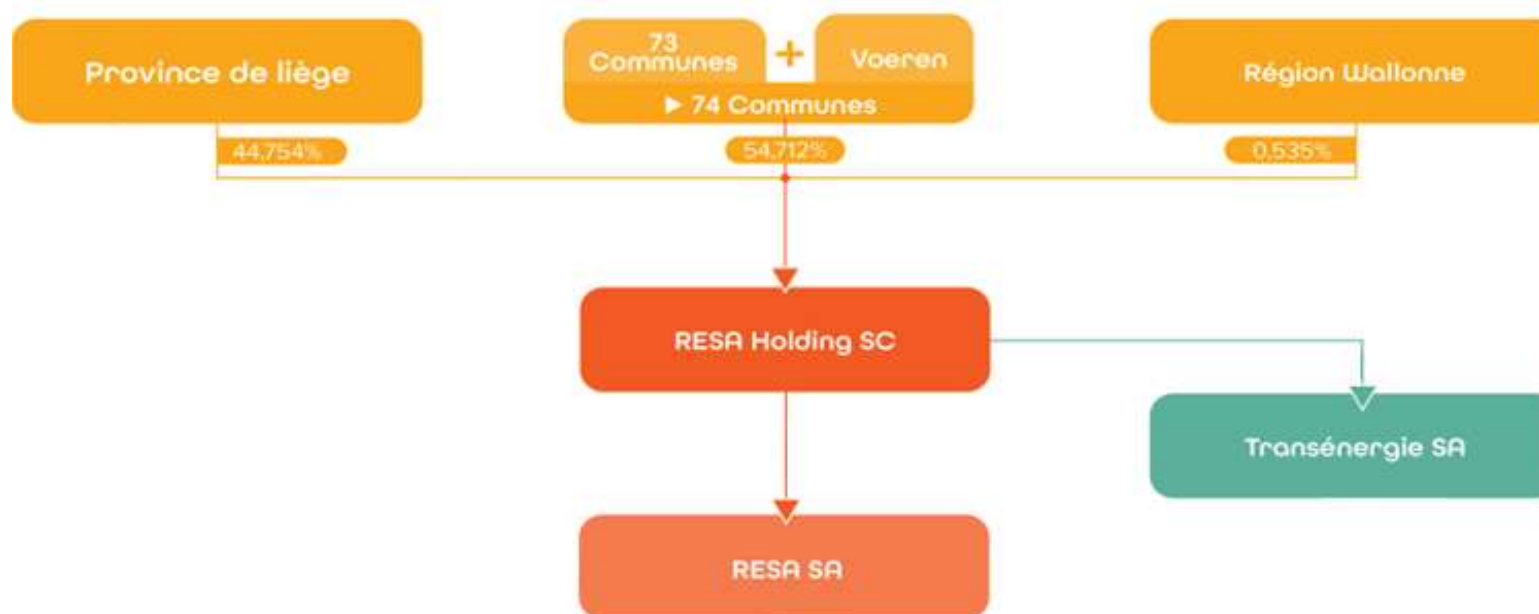 Province de liège
73
Communes
+
Voeren
▶ 74 Communes
Région Wallonne
44,754%
54,712%
0,535%
RESA Holding SC
Transénergie SA
RESA SA